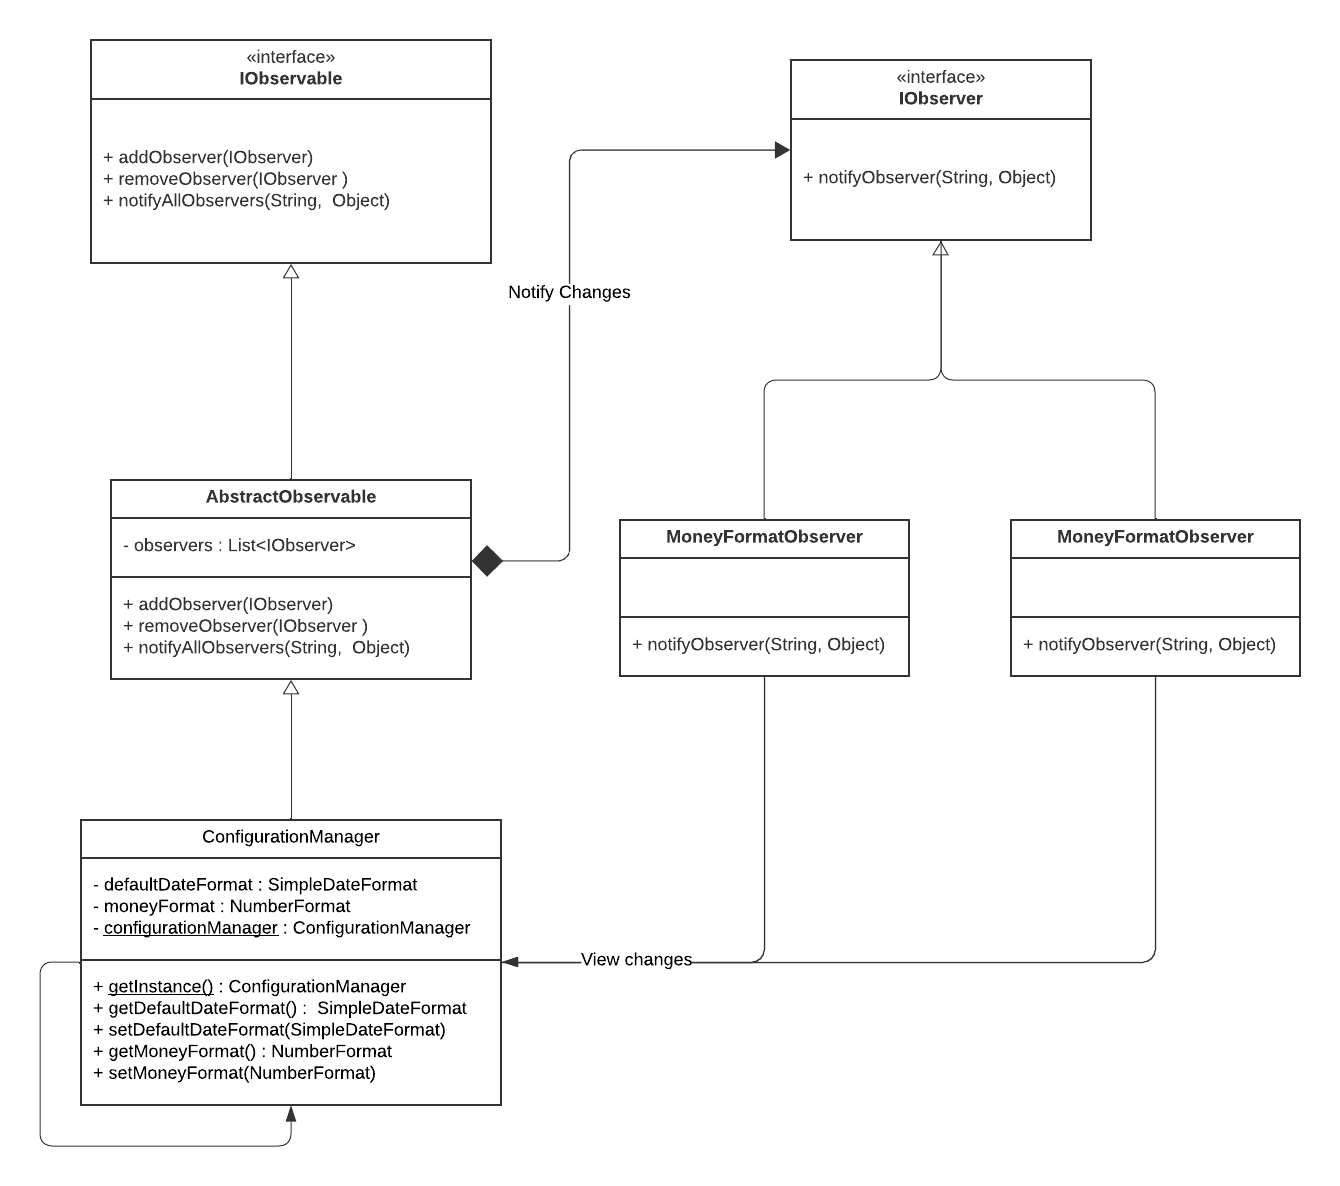 «interface»
IObservable
+ addObserver(IObserver)
+ removeObserver(IObserver )
+ notifyAllObservers(String,  Object)
«interface»
IObserver
+ notifyObserver(String, Object)
Notify Changes
AbstractObservable
- observers : List<IObserver>
+ addObserver(IObserver)
+ removeObserver(IObserver )
+ notifyAllObservers(String,  Object)
MoneyFormatObserver
+ notifyObserver(String, Object)
MoneyFormatObserver
+ notifyObserver(String, Object)
ConfigurationManager
- defaultDateFormat : SimpleDateFormat
- moneyFormat : NumberFormat
- configurationManager : ConfigurationManager
+ getInstance() : ConfigurationManager
+ getDefaultDateFormat() :  SimpleDateFormat
+ setDefaultDateFormat(SimpleDateFormat)
+ getMoneyFormat() : NumberFormat
+ setMoneyFormat(NumberFormat)
View changes